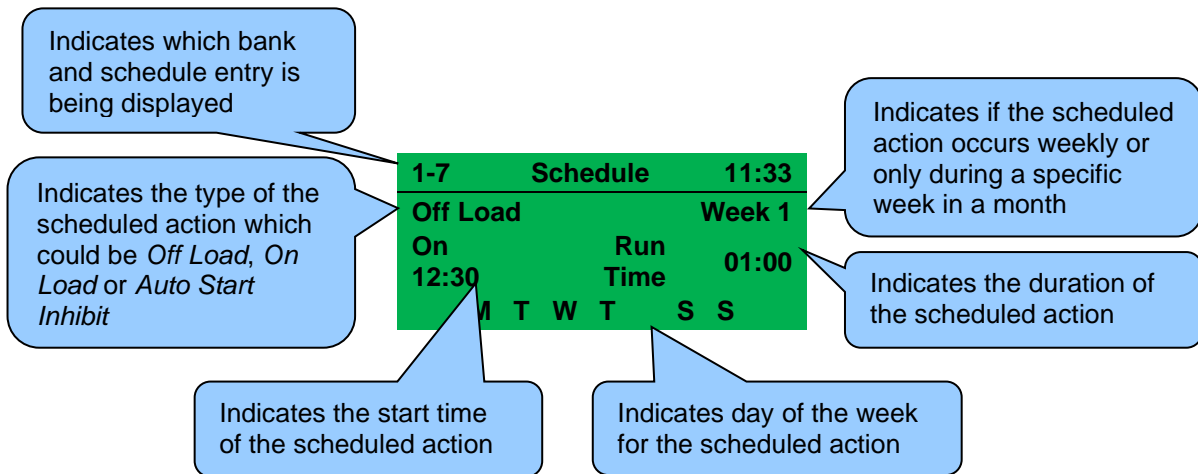 Indicates which bank
and schedule entry is
being displayed
Indicates the type of the
scheduled action which
could be Off Load, On
Load or Auto Start
Inhibit
1-7 Schedule 11:33
Off Load Week 1
On Run
12:30 Time 01:00
M T W T S S
Indicates if the scheduled
action occurs weekly or
only during a specific
week in a month
Indicates the duration of
the scheduled action
Indicates the start time
of the scheduled action
Indicates day of the week
for the scheduled action